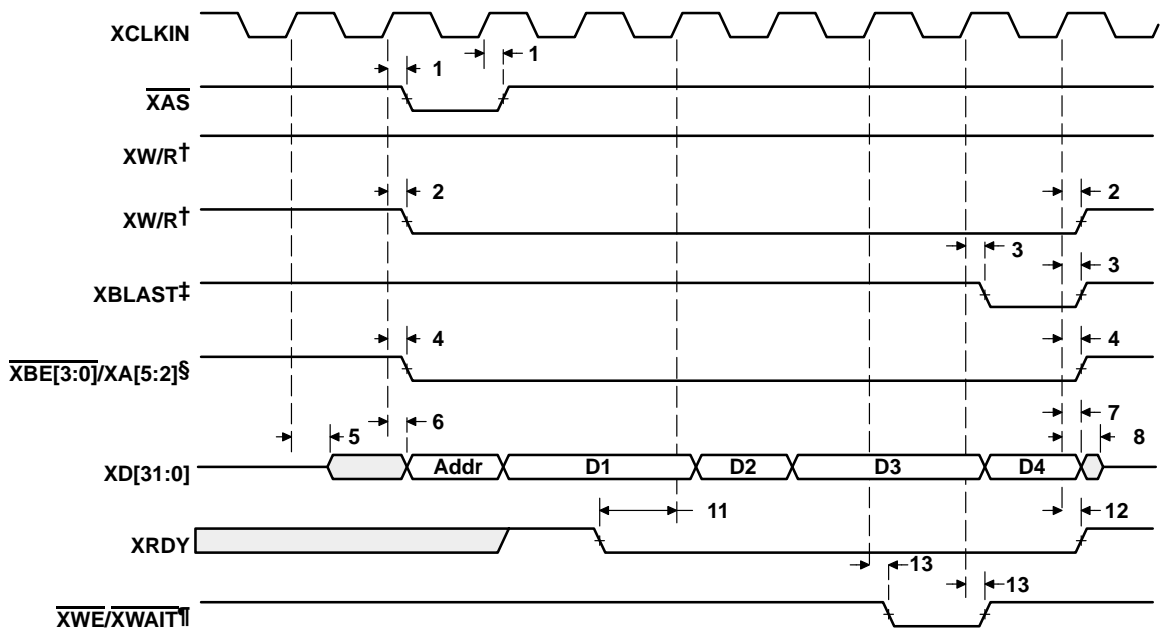 XCLKIN
1
1
XAS
XW/R†
2
2
XW/R†
3
3
XBLAST‡
4
4
XBE[3:0]/XA[5:2]§
6
7
5
8
XD[31:0]
Addr
D1
D2
D3
D4
11
12
XRDY
13
13
XWE/XWAIT¶